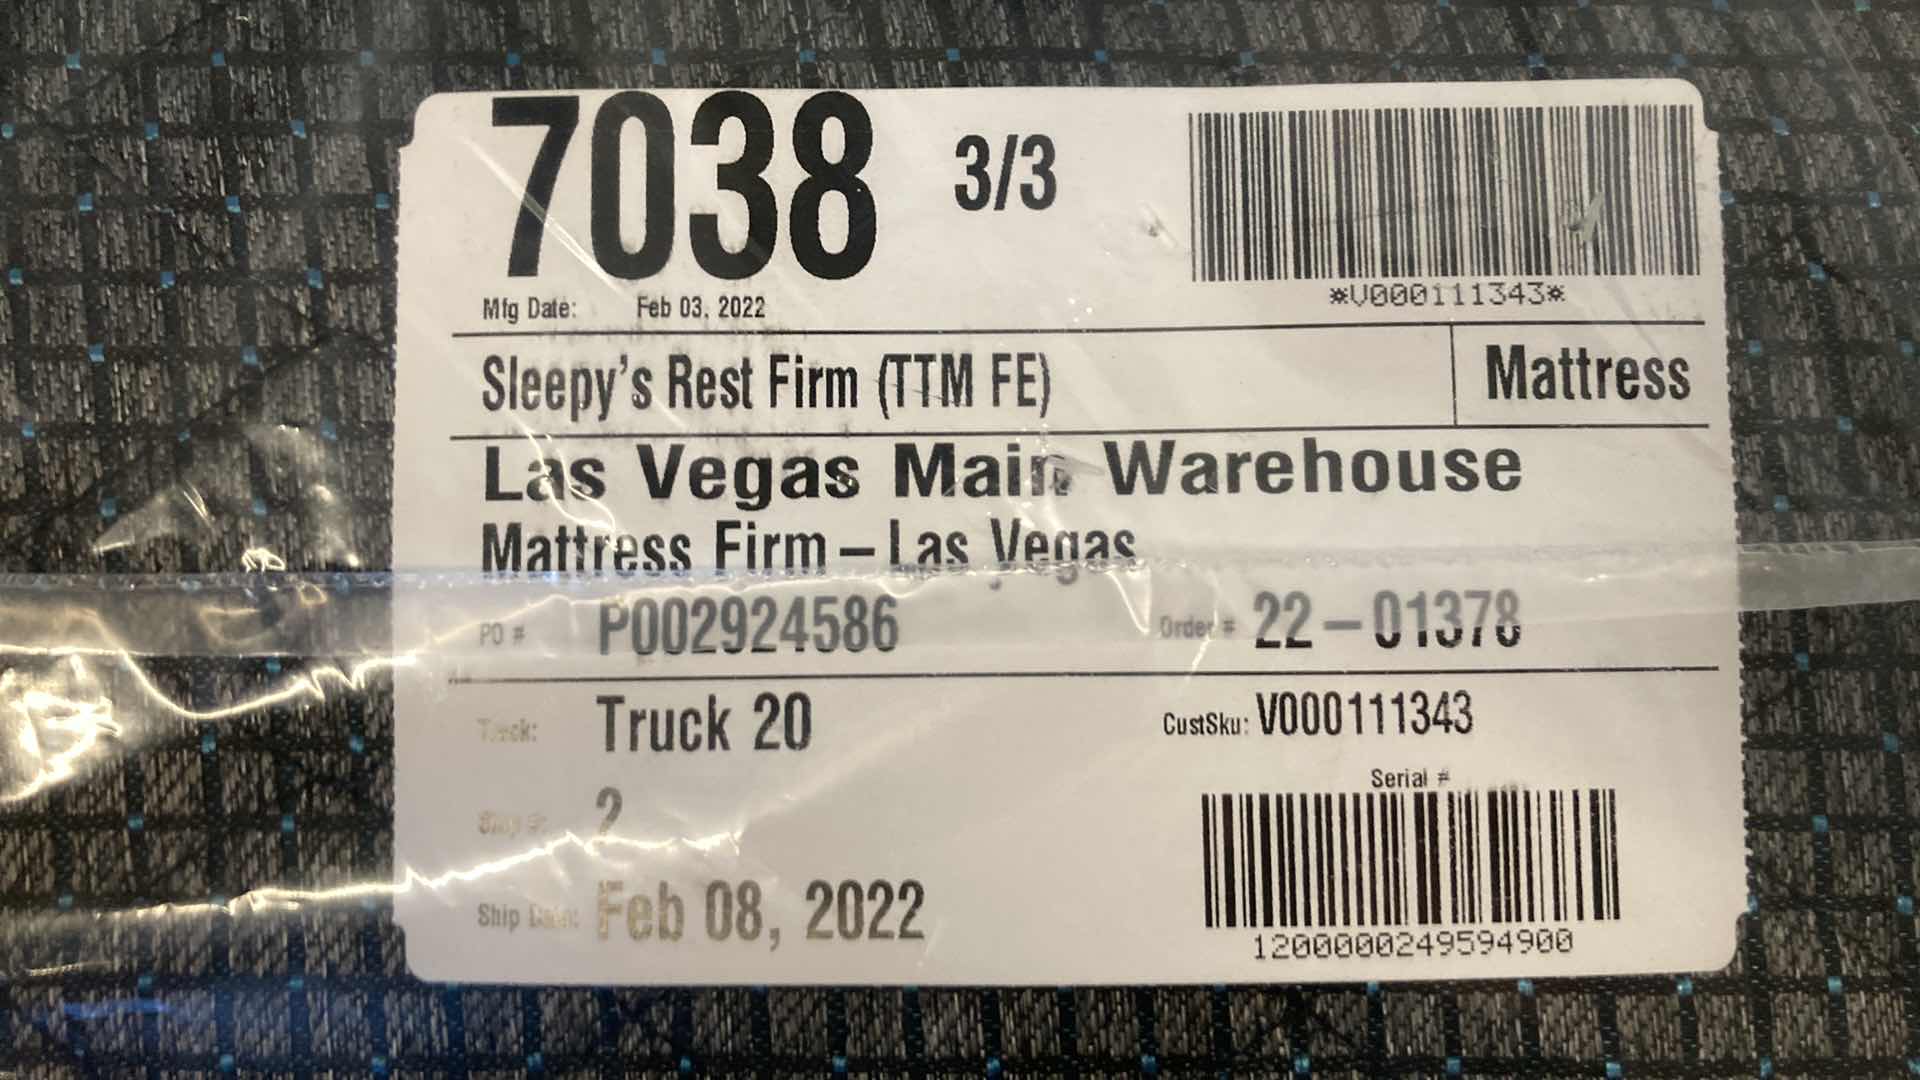 7038 3/3
*V000111343*
Mfg Date: Feb 03, 2022
Sleepy's Rest Firm (TTM FE) Mattress
Las Vegas Main Warehouse
Mattress Firm – Las Vegas
PO # P002924586 Order # 22 – 01378
Truck: Truck 20 CustSku: V000111343
2
Serial #
Ship Date: Feb 08, 2022
1200000249594900